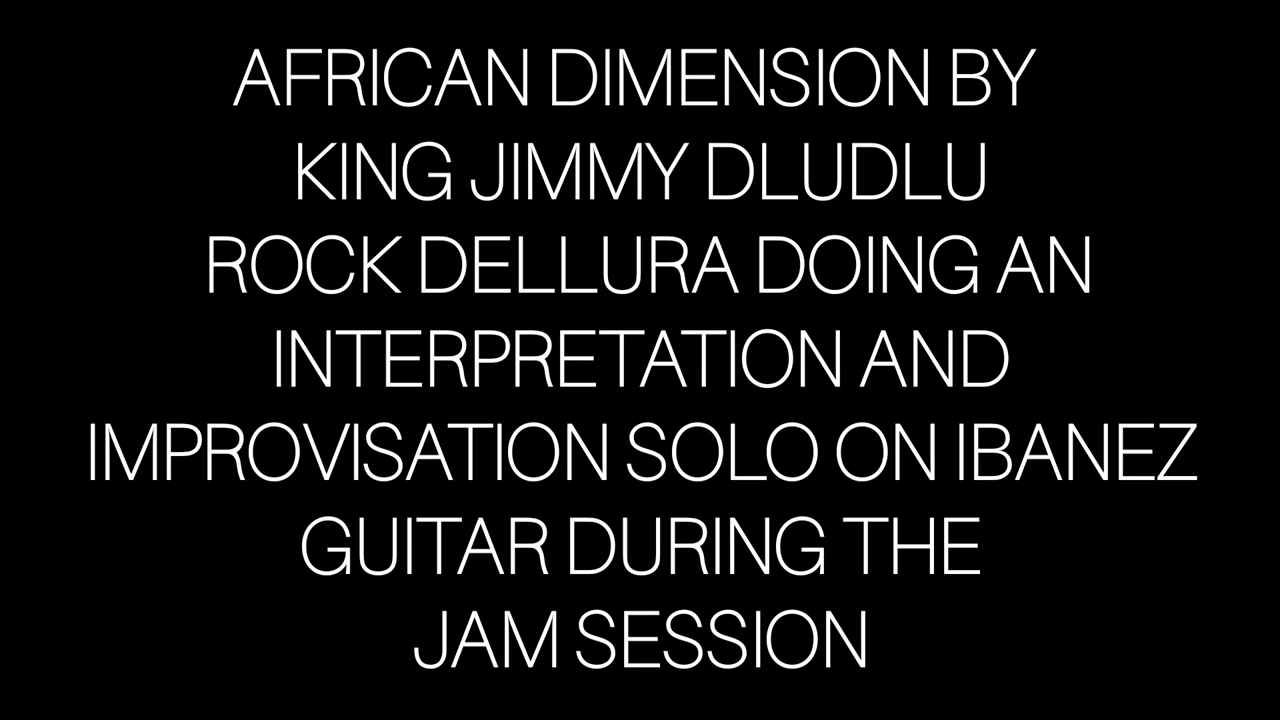 AFRICAN DIMENSION BY
KING JIMMY DLUDLU
ROCK DELLURA DOING AN
INTERPRETATION AND
IMPROVISATION SOLO ON IBANEZ
GUITAR DURING THE
JAM SESSION